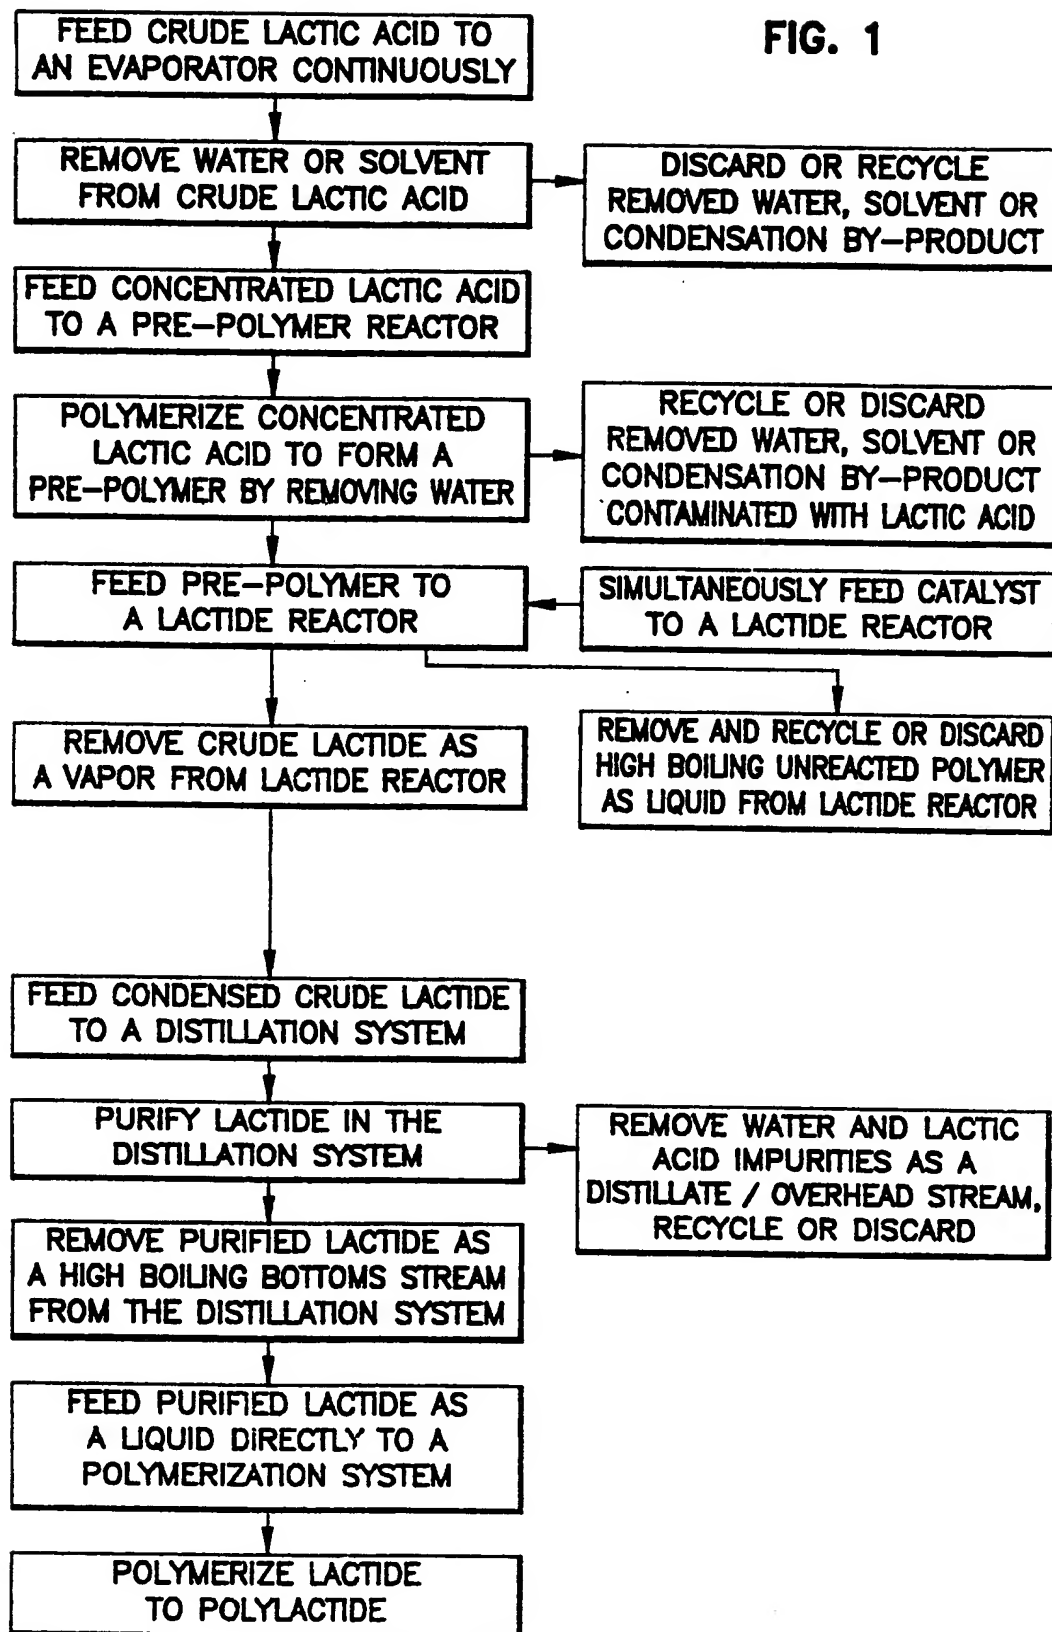 FIG. 1
FEED CRUDE LACTIC ACID TO
AN EVAPORATOR CONTINUOUSLY
REMOVE WATER OR SOLVENT
FROM CRUDE LACTIC ACID
DISCARD OR RECYCLE
REMOVED WATER, SOLVENT OR
CONDENSATION BY-PRODUCT
FEED CONCENTRATED LACTIC ACID
TO A PRE-POLYMER REACTOR
POLYMERIZE CONCENTRATED
LACTIC ACID TO FORM A
PRE-POLYMER BY REMOVING WATER
RECYCLE OR DISCARD
REMOVED WATER, SOLVENT OR
CONDENSATION BY-PRODUCT
CONTAMINATED WITH LACTIC ACID
FEED PRE-POLYMER TO
A LACTIDE REACTOR
SIMULTANEOUSLY FEED CATALYST
TO A LACTIDE REACTOR
REMOVE CRUDE LACTIDE AS
A VAPOR FROM LACTIDE REACTOR
REMOVE AND RECYCLE OR DISCARD
HIGH BOILING UNREACTED POLYMER
AS LIQUID FROM LACTIDE REACTOR
FEED CONDENSED CRUDE LACTIDE
TO A DISTILLATION SYSTEM
PURIFY LACTIDE IN THE
DISTILLATION SYSTEM
REMOVE WATER AND LACTIC
ACID IMPURITIES AS A
DISTILLATE / OVERHEAD STREAM,
RECYCLE OR DISCARD
REMOVE PURIFIED LACTIDE AS
A HIGH BOILING BOTTOMS STREAM
FROM THE DISTILLATION SYSTEM
FEED PURIFIED LACTIDE AS
A LIQUID DIRECTLY TO A
POLYMERIZATION SYSTEM
POLYMERIZE LACTIDE
TO POLYLACTIDE